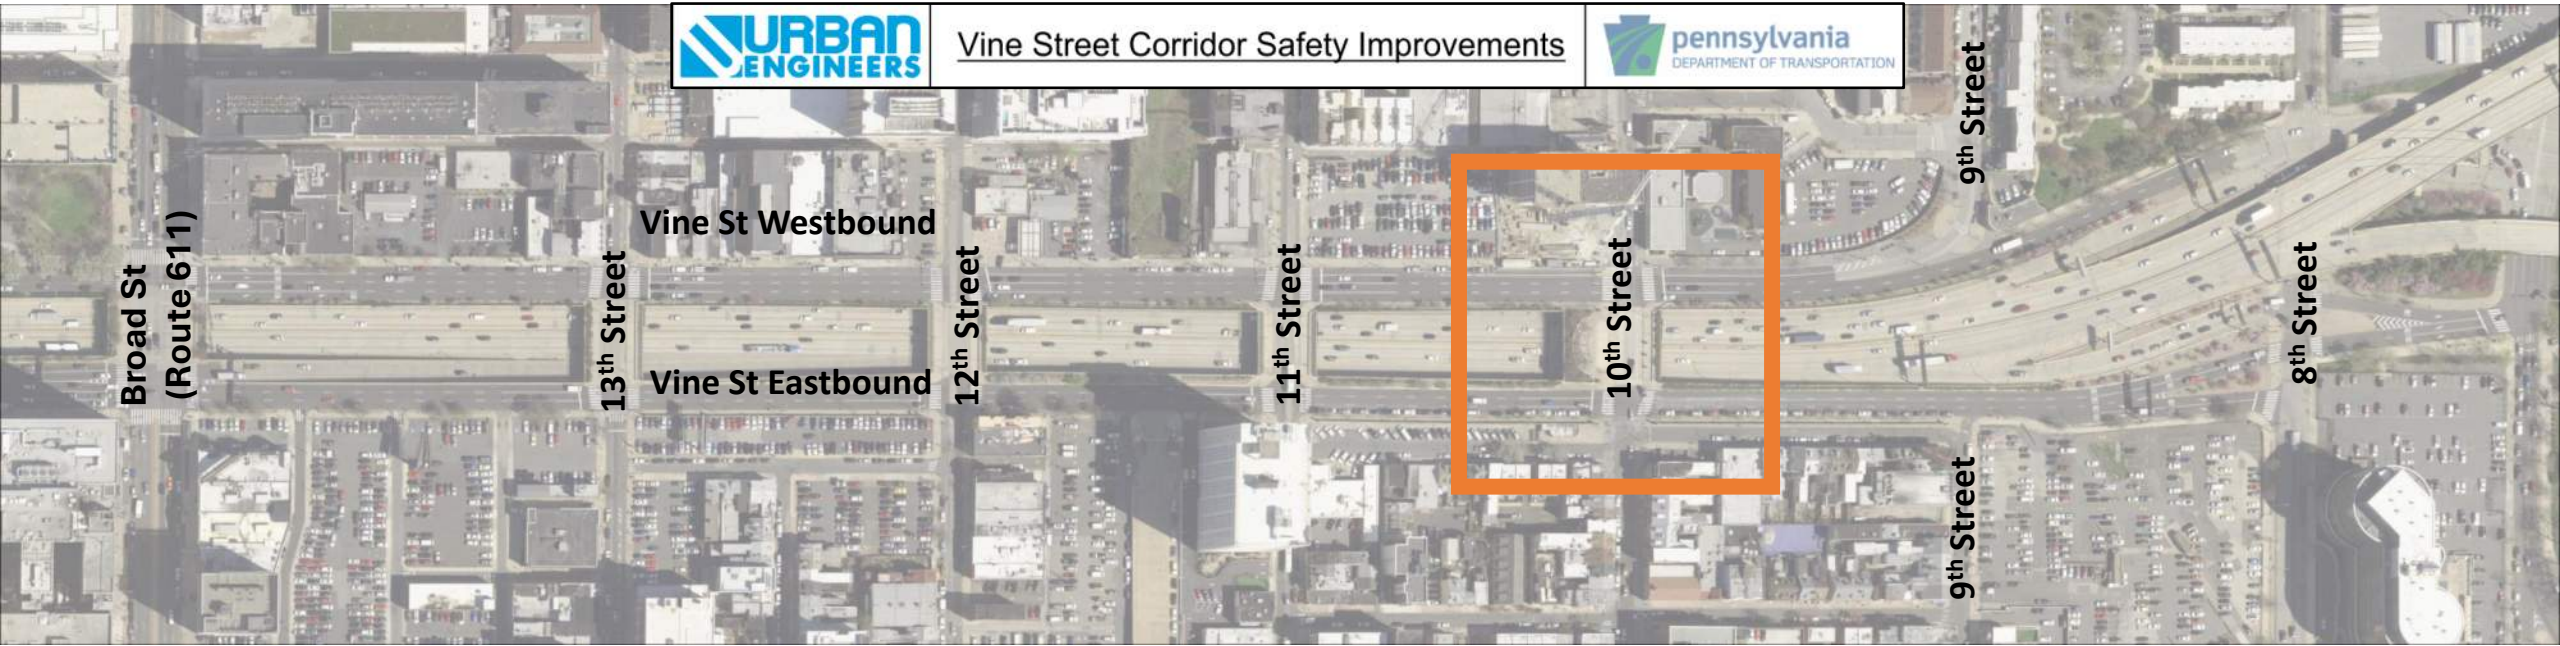 URBAN
ENGINEERS
Vine Street Corridor Safety Improvements
pennsylvania
DEPARTMENT OF TRANSPORTATION
9th Street
Vine St Westbound
Broad St
(Route 611)
13th Street
12th Street
11th Street
10th Street
8th Street
Vine St Eastbound
9th Street